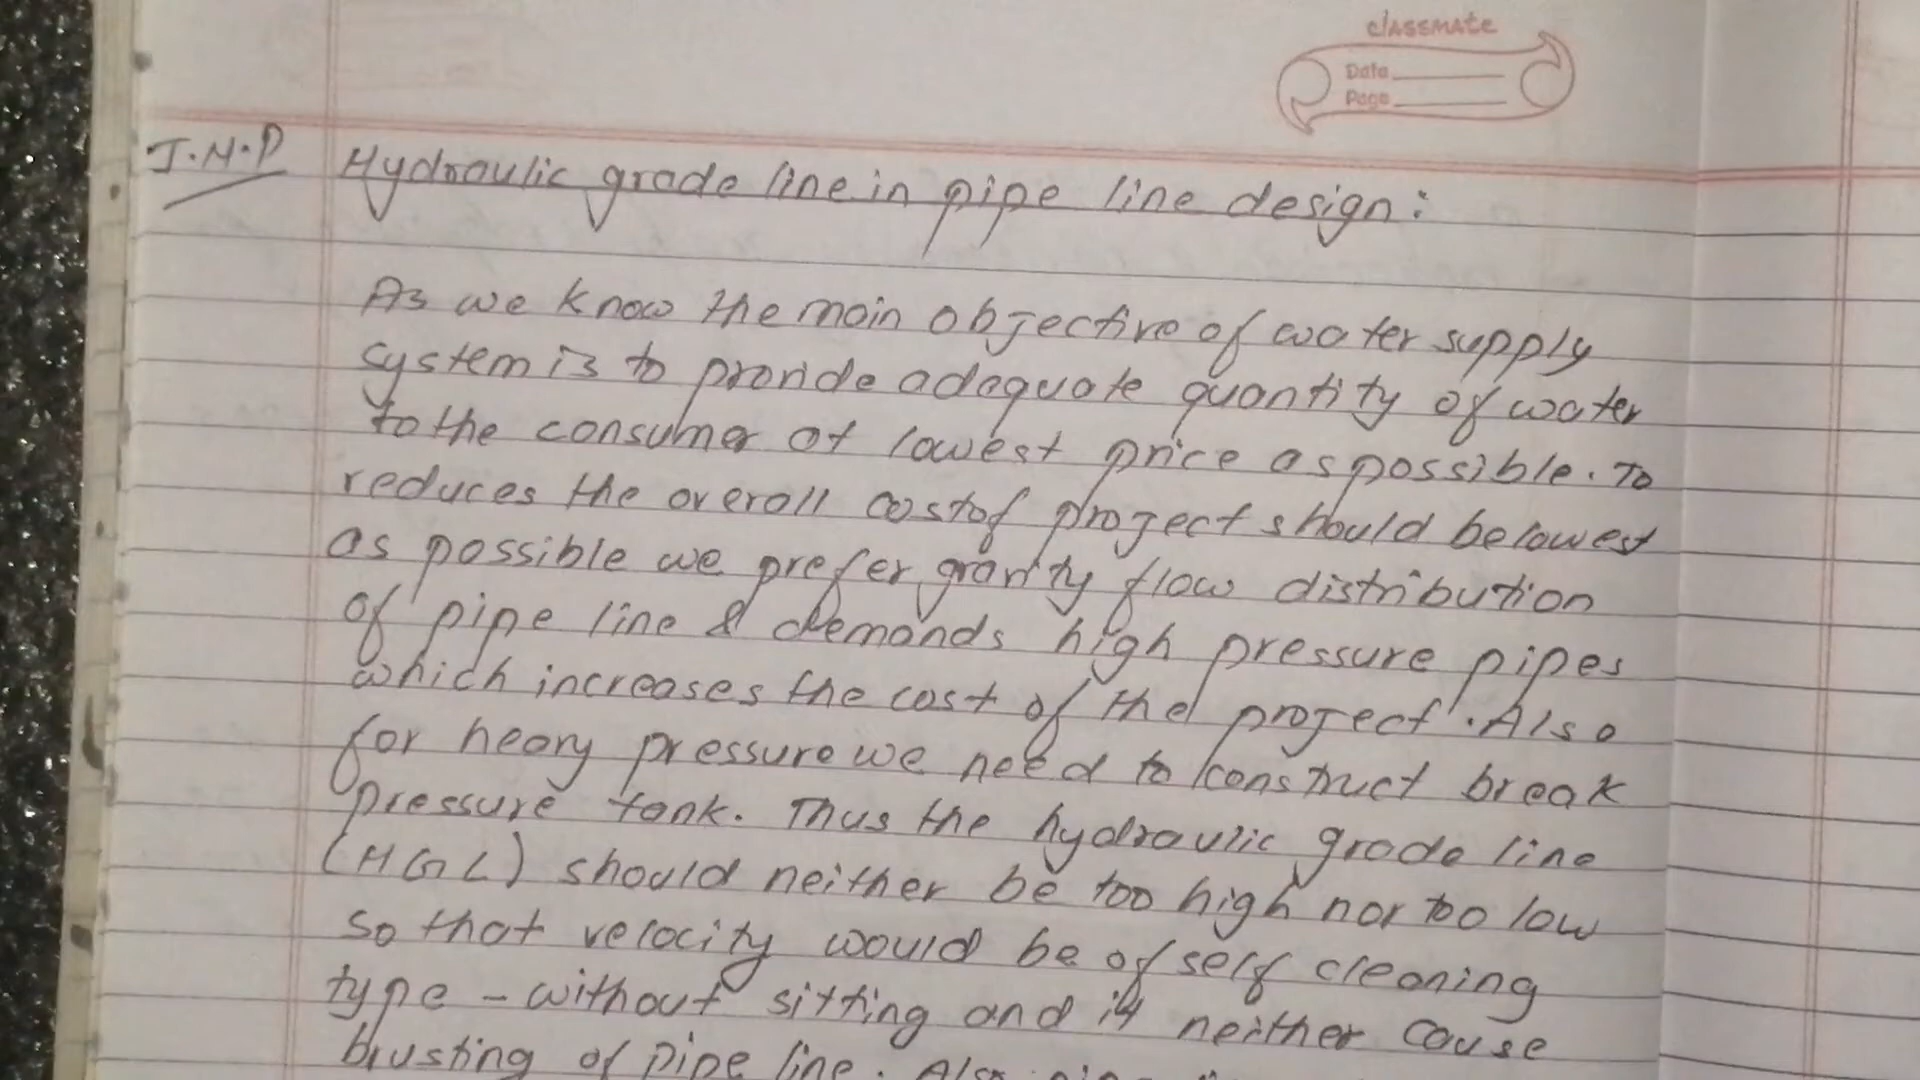 classmate
Date
Page
I.M.P Hydraulic grade line in pipe line design:
As we know the main objective of water supply
system is to provide adequate quantity of water
to the consumer at lowest price as possible. To
reduces the overall cost of project should be lowest
as possible we prefer gravity flow distribution
of pipe line & demands high pressure pipes
which increases the cost of the project. Also
for heavy pressure we need to construct break
pressure tank. Thus the hydraulic grade line
(HGL) should neither be too high nor too low
so that velocity would be of self cleaning
type - without sitting and it neither cause
brusting of pipe line. Also